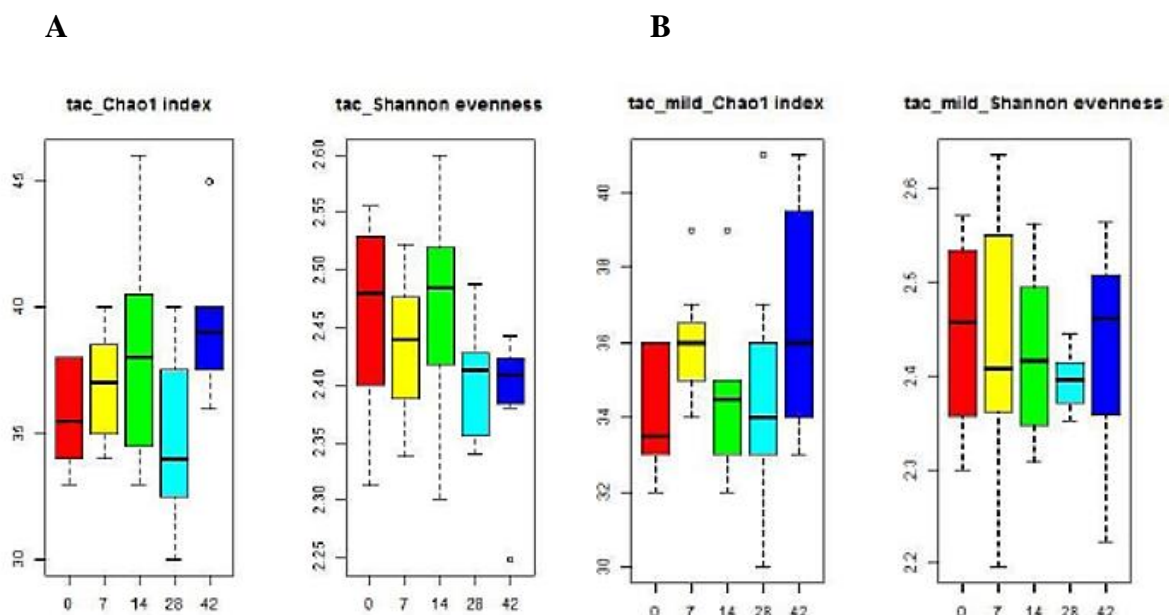 A
B
tac_Chao1 index
tac_Shannon evenness
tac_mild_Chao1 index
tac_mild_Shannon evenness
45
40
35
30
0 7 14 28 42
2.60
2.55
2.50
2.45
2.40
2.35
2.30
2.25
0 7 14 28 42
40
38
36
34
32
30
0 7 14 28 42
2.6
2.5
2.4
2.3
2.2
0 7 14 28 42